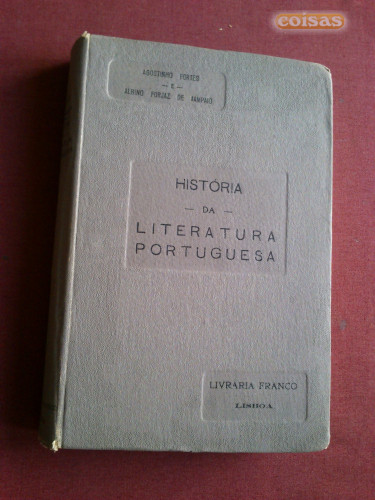 coisas
AGOSTINHO FORTES
— E —
ALBINO FORJAZ DE SAMPAIO
HISTÓRIA
— DA —
LITERATURA
PORTUGUESA
LIVRARIA FRANCO
LISBOA